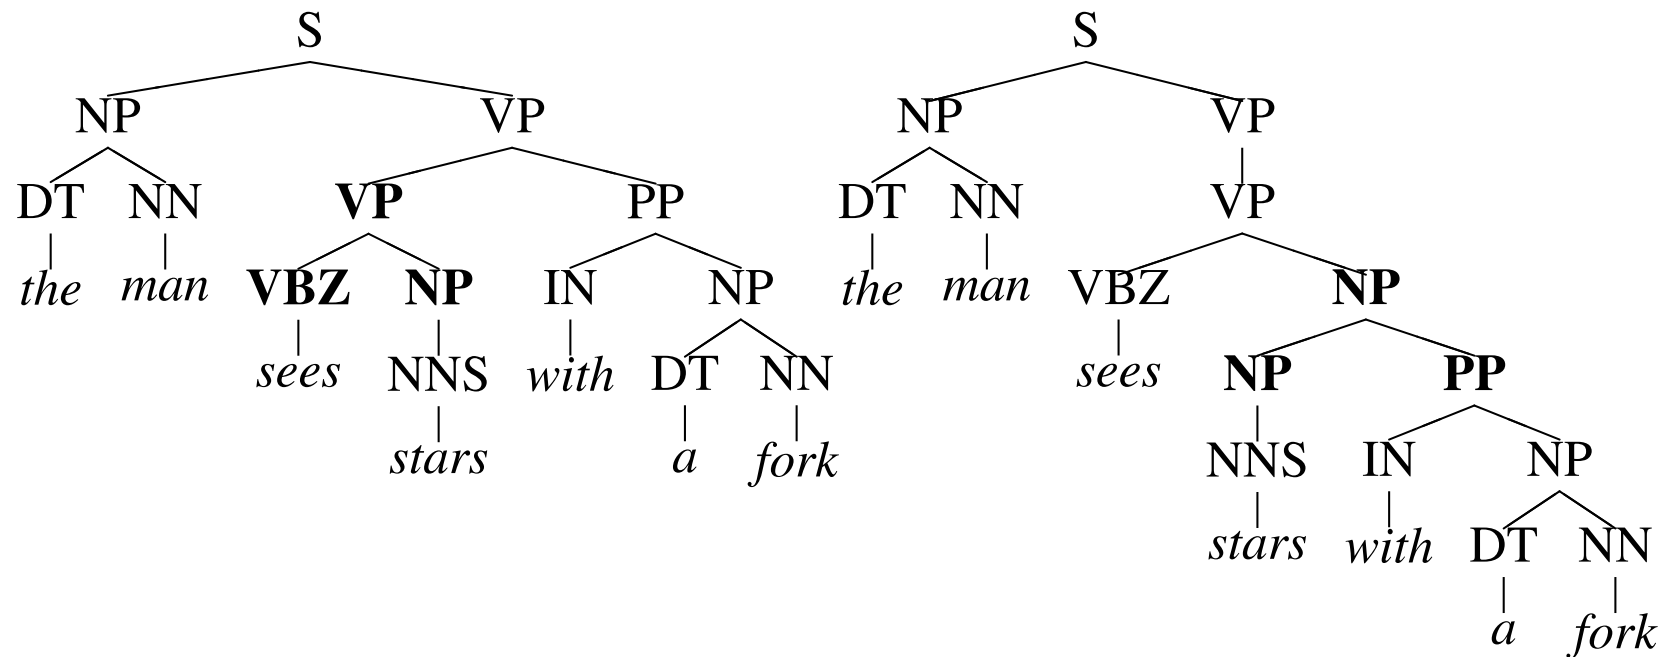 S S
NP VP NP VP
DT NN VP PP DT NN VP
the man VBZ NP IN NP the man VBZ NP
sees NNS with DT NN sees NP PP
stars a fork NNS IN NP
stars with DT NN
a fork